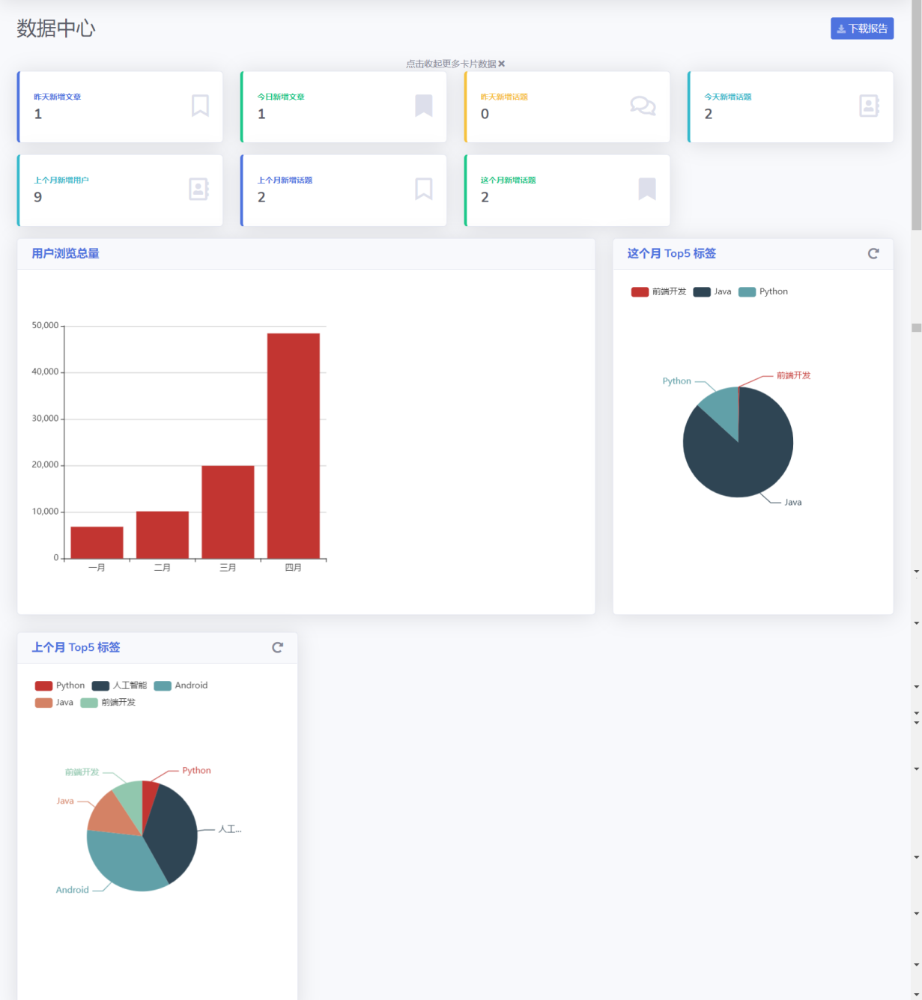 数据中心
下载报告
点击收起更多卡片数据
昨天新增文章
1
今日新增文章
1
昨天新增话题
0
今天新增话题
2
上个月新增用户
9
上个月新增话题
2
这个月新增话题
2
用户浏览总量
50,000
40,000
30,000
20,000
10,000
0
一月
二月
三月
四月
这个月 Top5 标签
前端开发 Java Python
Python
前端开发
Java
上个月 Top5 标签
Python 人工智能 Android
Java 前端开发
前端开发
Python
Java
人工...
Android